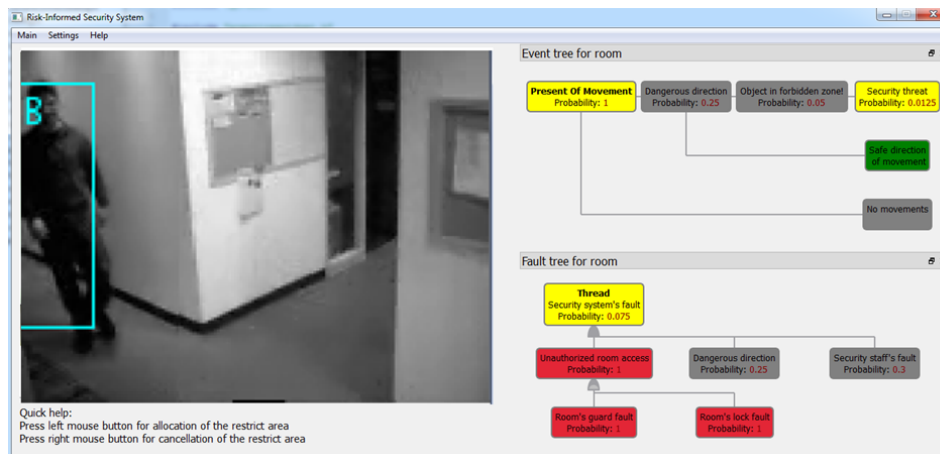 Risk-Informed Security System
Main Settings Help
B
Quick help:
Press left mouse button for allocation of the restrict area
Press right mouse button for cancellation of the restrict area
Event tree for room
Present Of Movement
Probability: 1
Dangerous direction
Probability: 0.25
Object in forbidden zone!
Probability: 0.05
Security threat
Probability: 0.0125
Safe direction
of movement
No movements
Fault tree for room
Thread
Security system's fault
Probability: 0.075
Unauthorized room access
Probability: 1
Dangerous direction
Probability: 0.25
Security staff's fault
Probability: 0.3
Room's guard fault
Probability: 1
Room's lock fault
Probability: 1